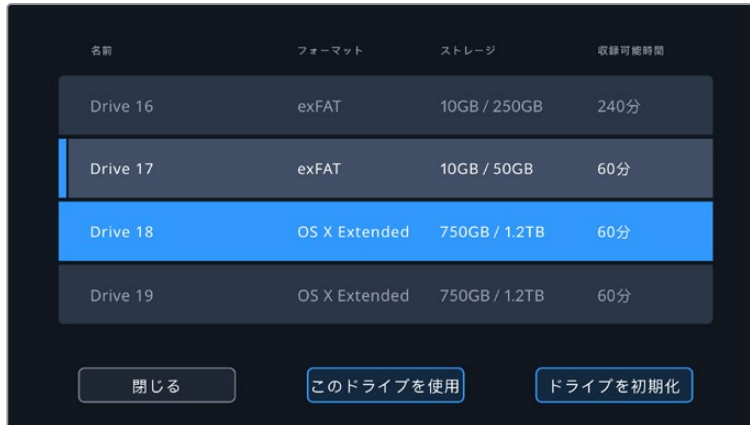 名前 フォーマット ストレージ 収録可能時間
Drive 16 exFAT 10GB / 250GB 240分
Drive 17 exFAT 10GB / 50GB 60分
Drive 18 OS X Extended 750GB / 1.2TB 60分
Drive 19 OS X Extended 750GB / 1.2TB 60分
閉じる このドライブを使用 ドライブを初期化